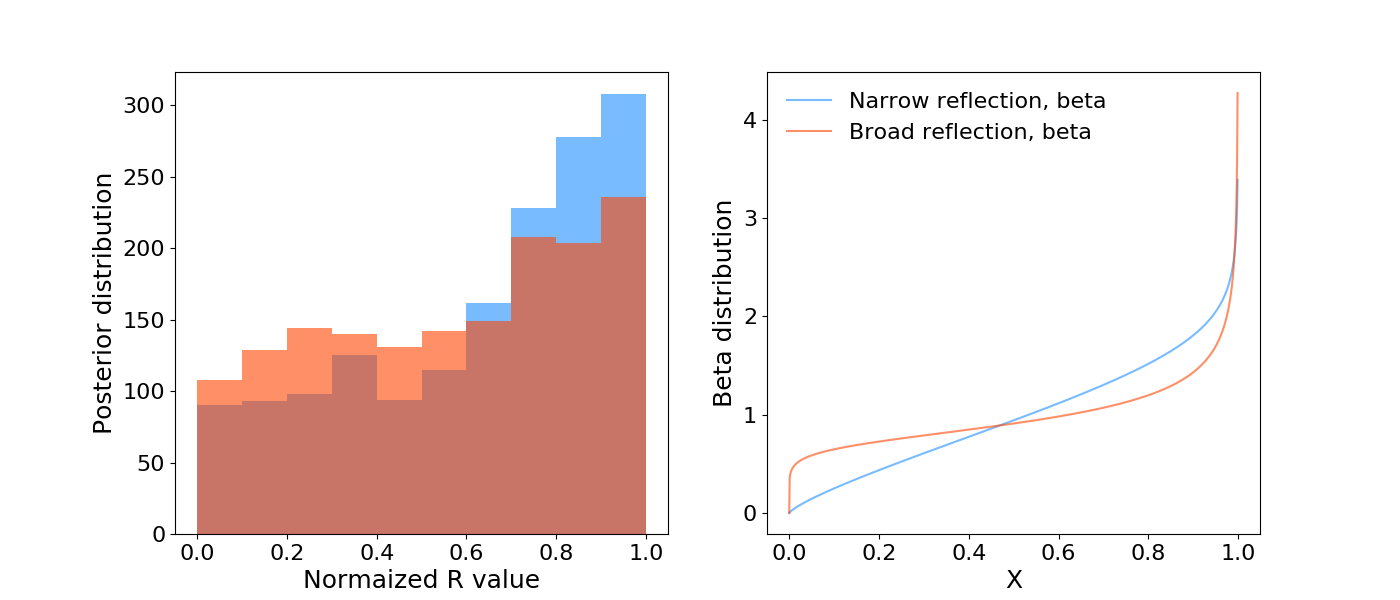 Posterior distribution
300
250
200
150
100
50
0
0.0 0.2 0.4 0.6 0.8 1.0
Normaized R value
Narrow reflection, beta
Broad reflection, beta
Beta distribution
4
3
2
1
0
0.0 0.2 0.4 0.6 0.8 1.0
X